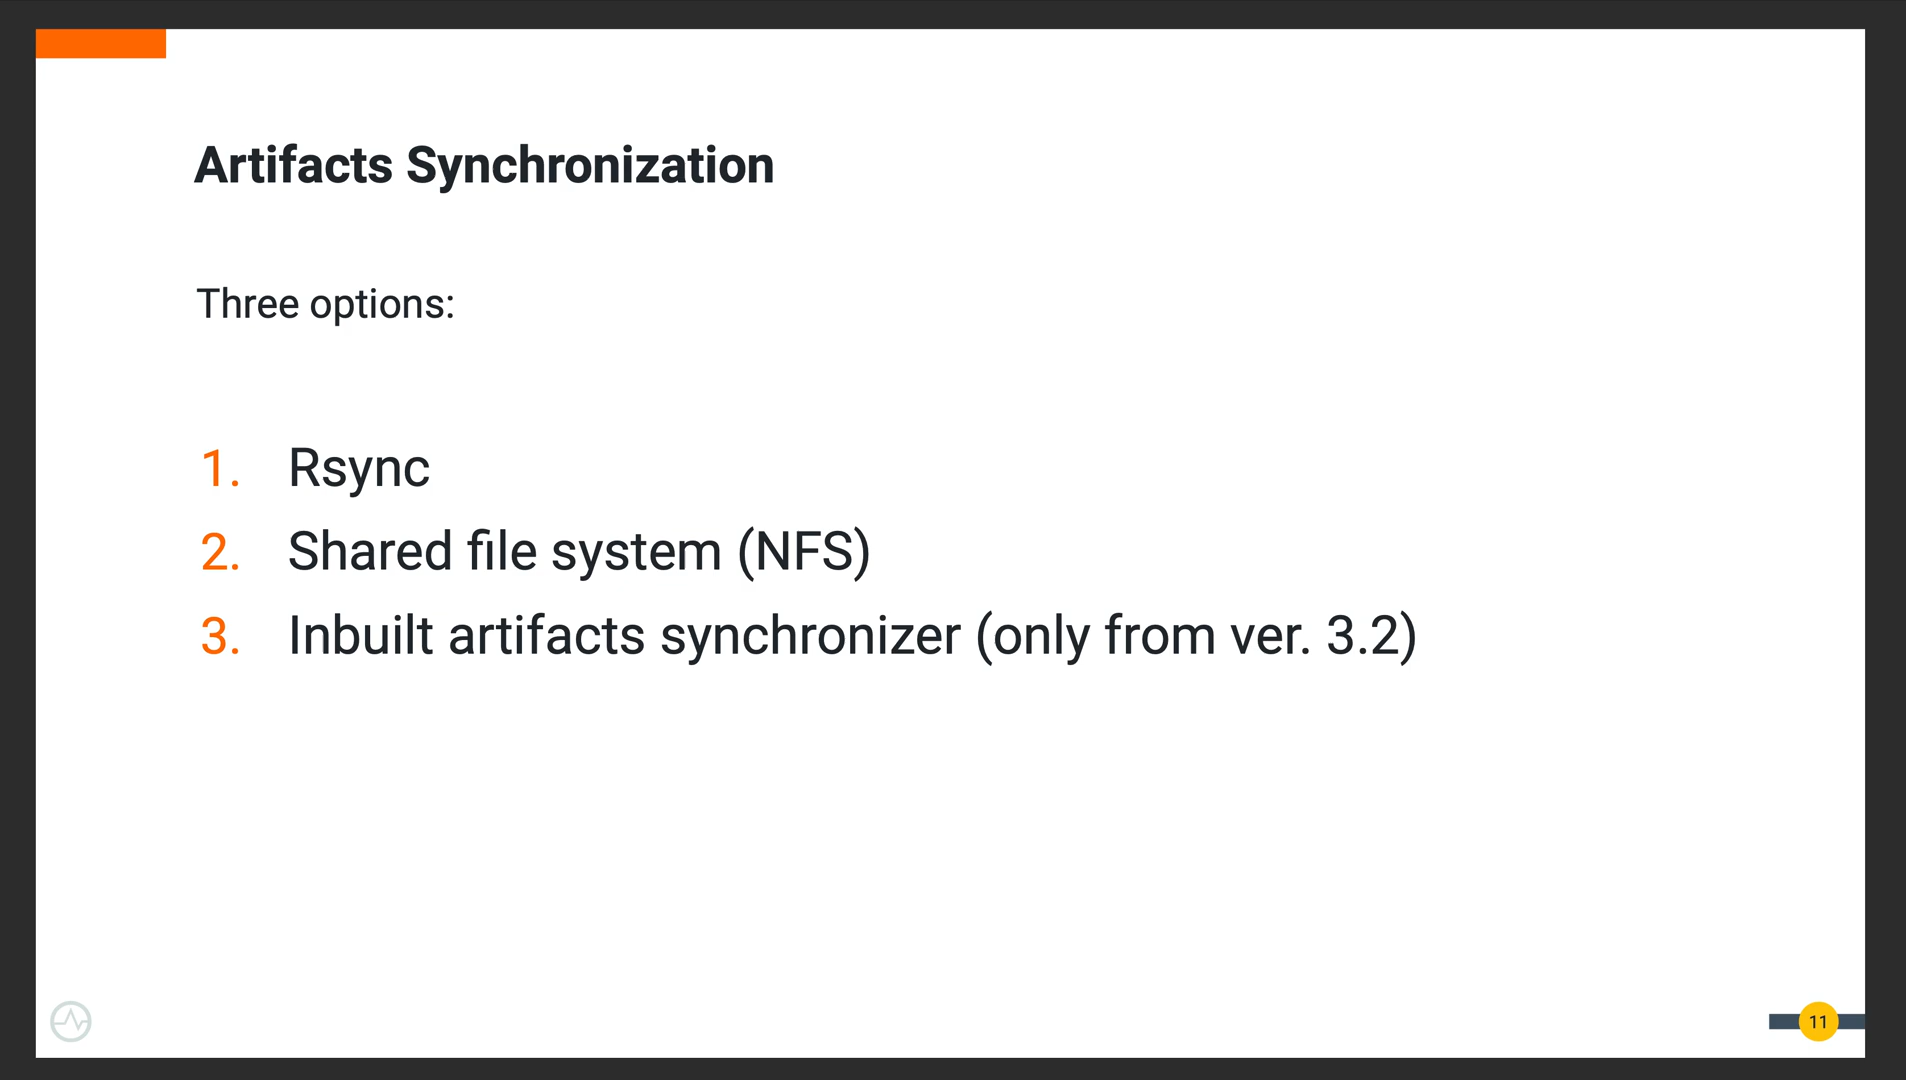 Artifacts Synchronization
Three options:
1. Rsync
2. Shared file system (NFS)
3. Inbuilt artifacts synchronizer (only from ver. 3.2)
11